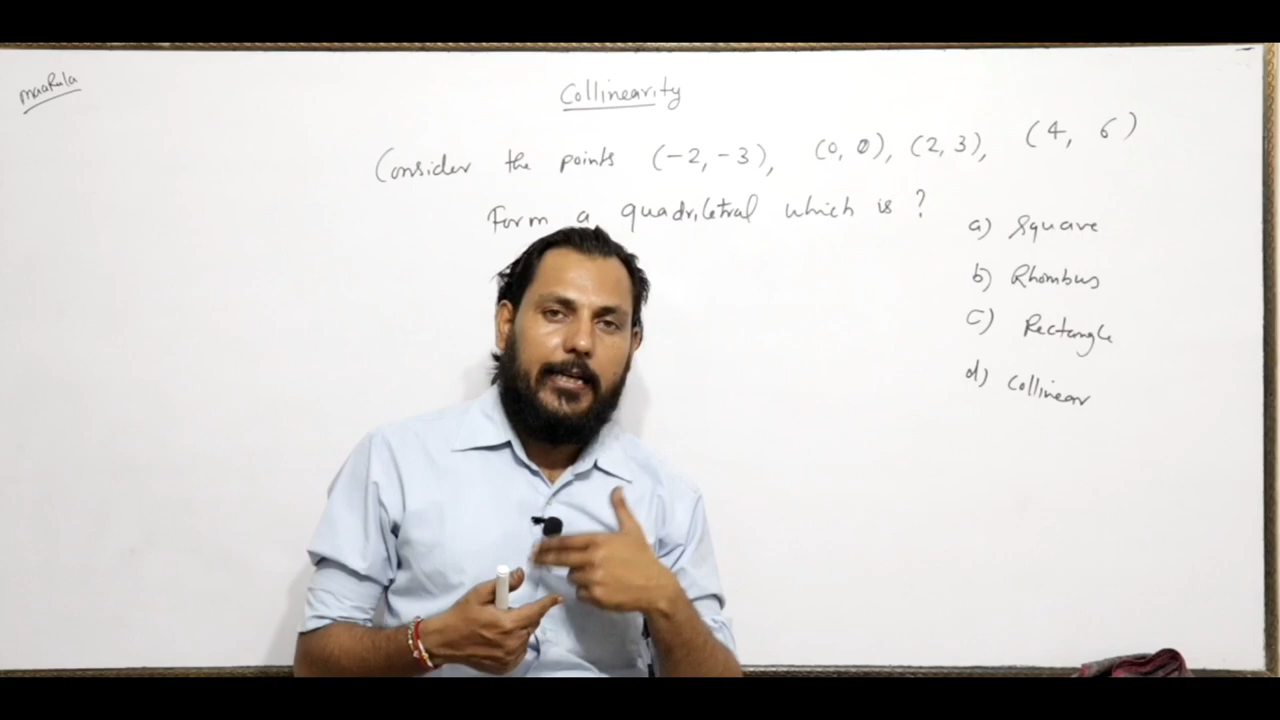 maaRula
Collinearity
Consider the points (-2, -3), (0, 0), (2, 3), (4, 6)
Form a quadriletral which is ?
a) Square
b) Rhombus
c) Rectangle
d) Collinear